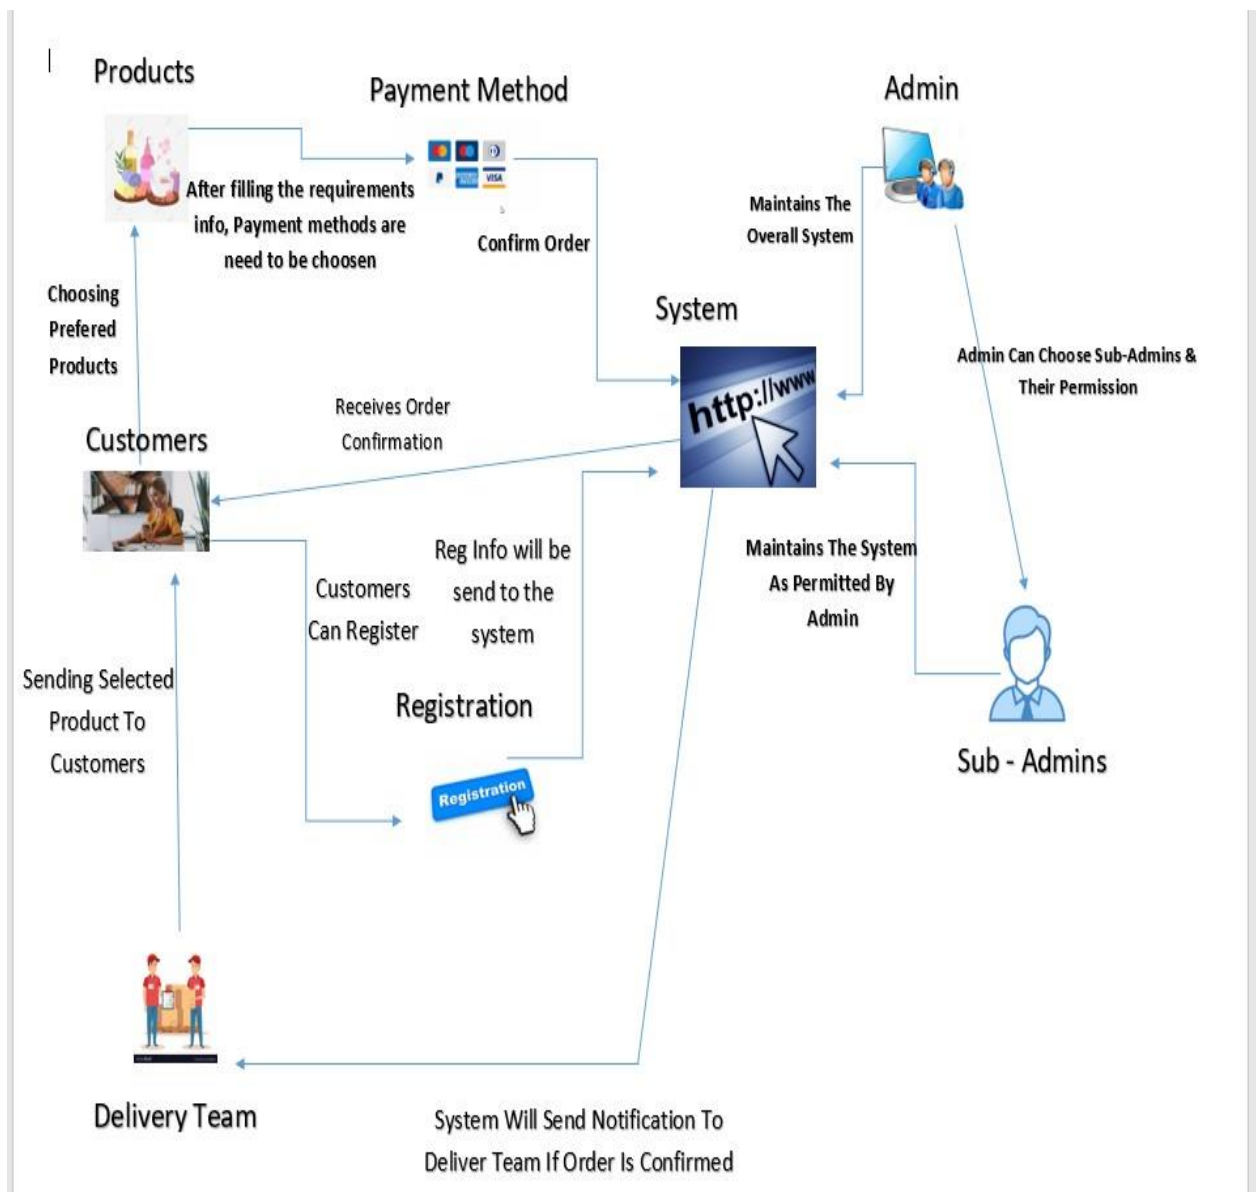 Products
Payment Method
Admin
VISA
After filling the requirements
info, Payment methods are
need to be choosen
Confirm Order
Maintains The
Overall System
Choosing
Prefered
Products
System
http://www
Admin Can Choose Sub-Admins &
Their Permission
Receives Order
Confirmation
Customers
Reg Info will be
send to the
system
Customers
Can Register
Maintains The System
As Permitted By
Admin
Sending Selected
Product To
Customers
Registration
Registration
Sub - Admins
Delivery Team
System Will Send Notification To
Deliver Team If Order Is Confirmed